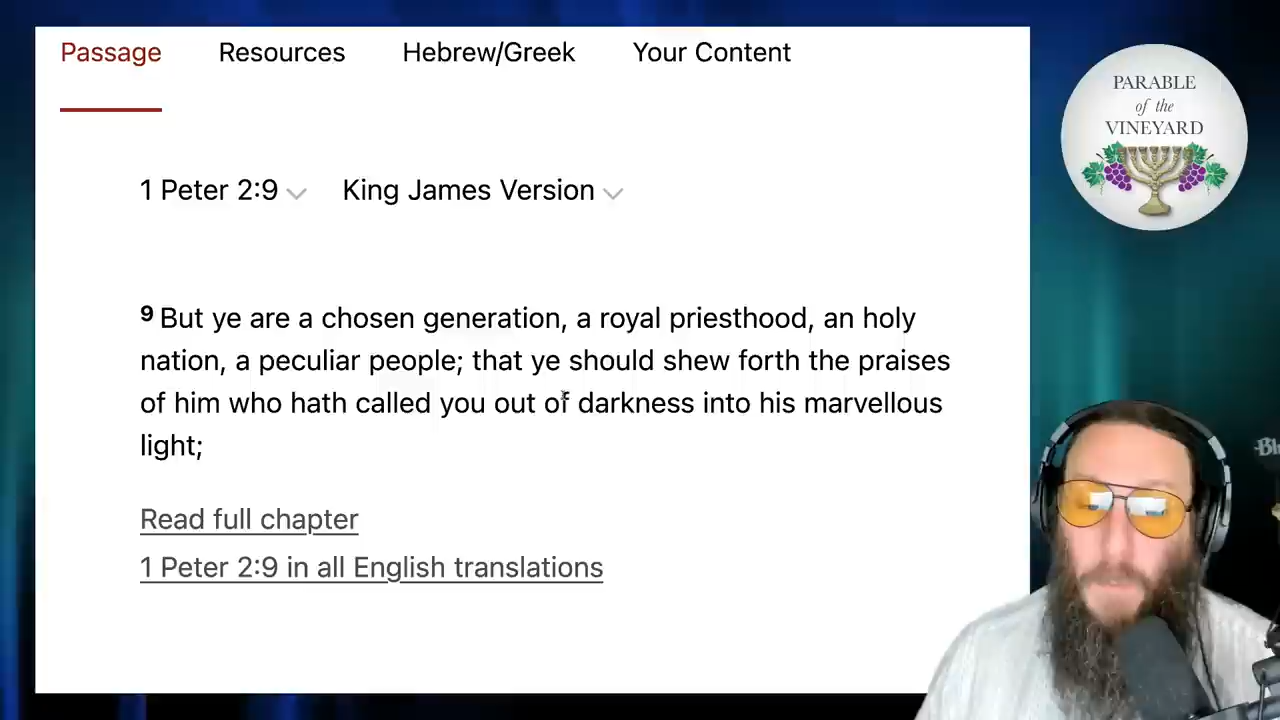 Passage Resources Hebrew/Greek Your Content
PARABLE
of the
VINEYARD
1 Peter 2:9 King James Version
9 But ye are a chosen generation, a royal priesthood, an holy
nation, a peculiar people; that ye should shew forth the praises
of him who hath called you out of darkness into his marvellous
light;
Read full chapter
1 Peter 2:9 in all English translations